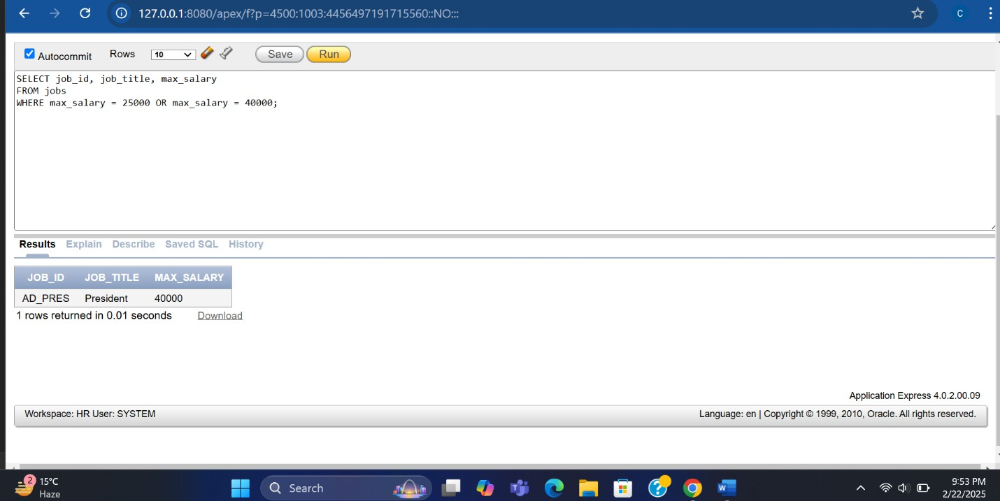 127.0.0.1:8080/apex/f?p=4500:1003:4456497191715560::NO:::
C
Autocommit Rows 10 Save Run
SELECT job_id, job_title, max_salary
FROM jobs
WHERE max_salary = 25000 OR max_salary = 40000;
Results Explain Describe Saved SQL History
JOB_ID JOB_TITLE MAX_SALARY
AD_PRES President 40000
1 rows returned in 0.01 seconds Download
Application Express 4.0.2.00.09
Workspace: HR User: SYSTEM Language: en | Copyright © 1999, 2010, Oracle. All rights reserved.
2 15°C
Haze
Search
9:53 PM
2/22/2025